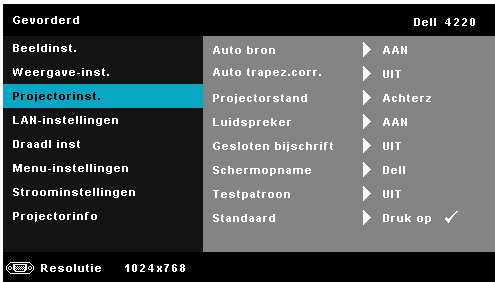 Gevorderd Dell 4220
Beeldinst. Auto bron AAN
Weergave-inst. Auto trapez.corr. UIT
Projectorinst. Projectorstand Achterz
LAN-instellingen Luidspreker AAN
Draadl inst Gesloten bijschrift UIT
Menu-instellingen Schermopname Dell
Stroominstellingen Testpatroon UIT
Projectorinfo Standaard Druk op ✓
Resolutie 1024x768